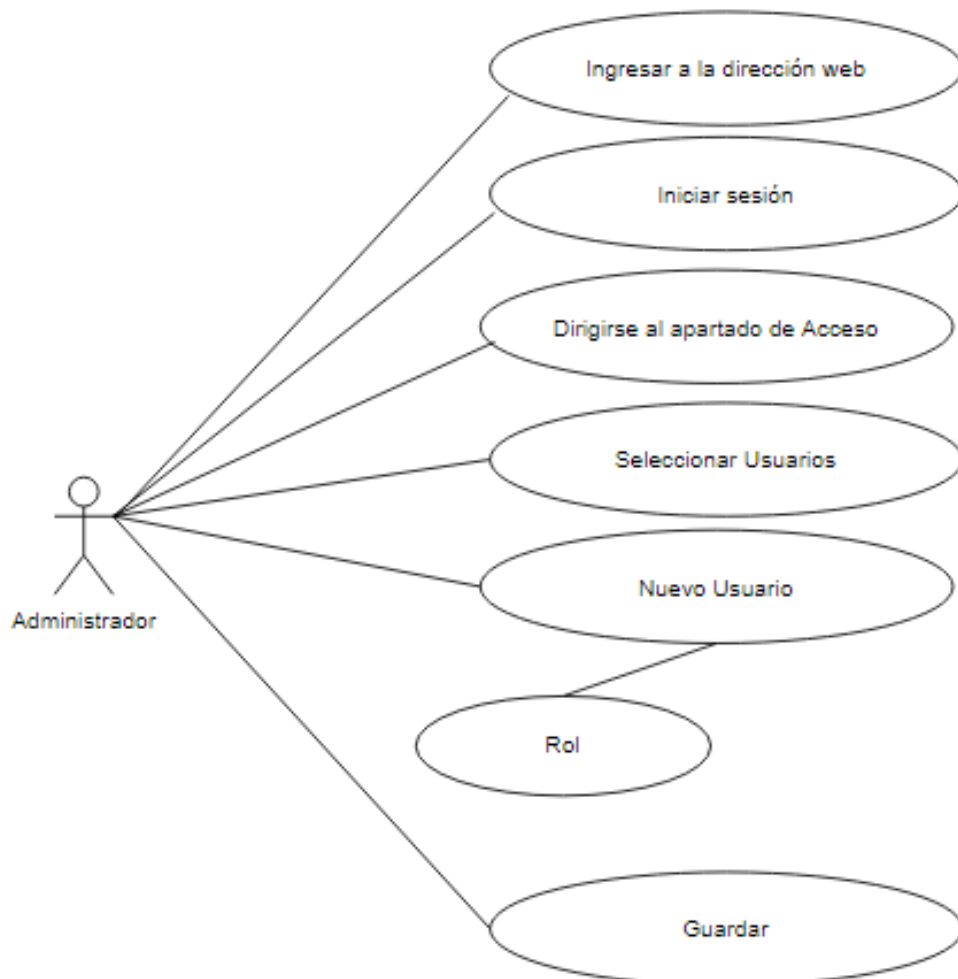 Ingresar a la dirección web
Iniciar sesión
Dirigirse al apartado de Acceso
Seleccionar Usuarios
Nuevo Usuario
Administrador
Rol
Guardar